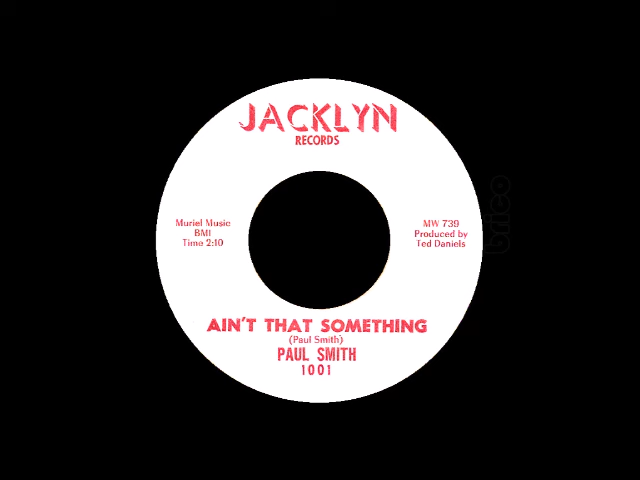 JACKLYN
RECORDS
Muriel Music
BMI
Time 2:10
MW 739
Produced by
Ted Daniels
brico
AIN'T THAT SOMETHING
(Paul Smith)
PAUL SMITH
1001